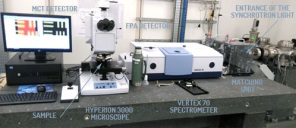 MCT DETECTOR
FPA DETECTOR
ENTRANCE OF THE
SYNCHROTRON LIGHT
SAMPLE
HYPERION 3000
MICROSCOPE
VERTEX 70
SPECTROMETER
MATCHING
UNIT